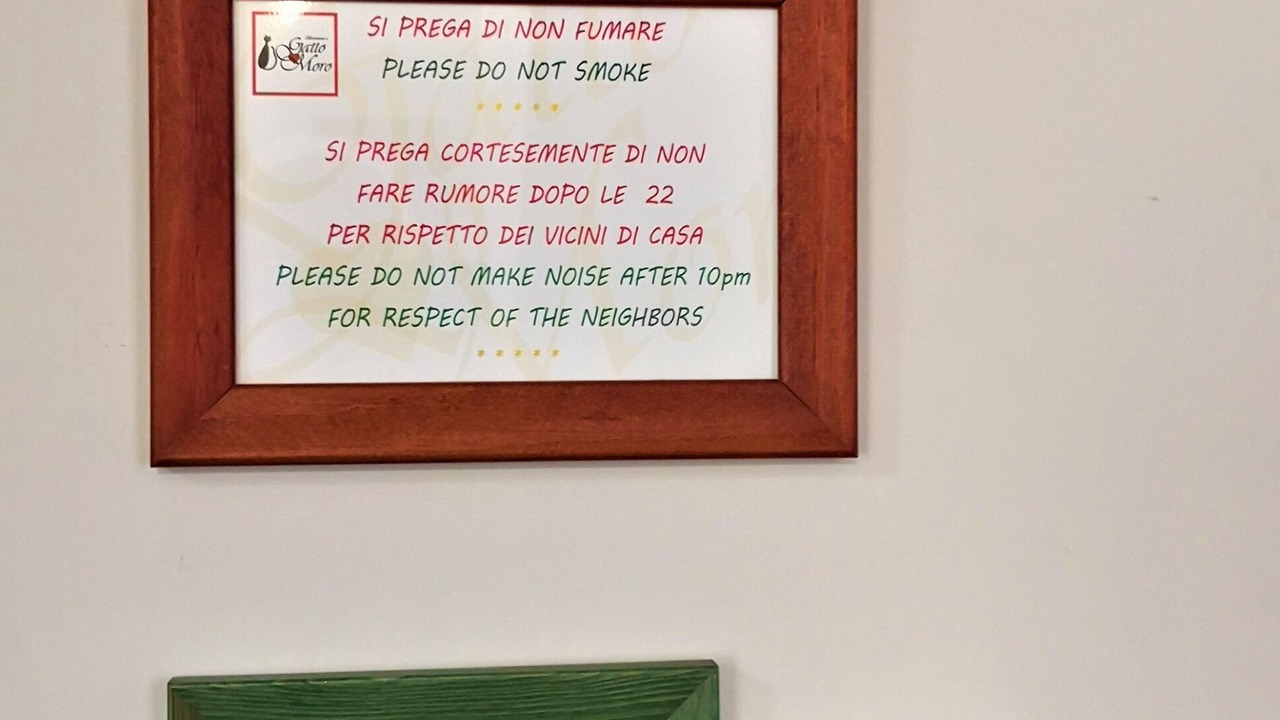 Gatto
Moro
SI PREGA DI NON FUMARE
PLEASE DO NOT SMOKE
* * * * *
SI PREGA CORTESEMENTE DI NON
FARE RUMORE DOPO LE 22
PER RISPETTO DEI VICINI DI CASA
PLEASE DO NOT MAKE NOISE AFTER 10pm
FOR RESPECT OF THE NEIGHBORS
* * * * *